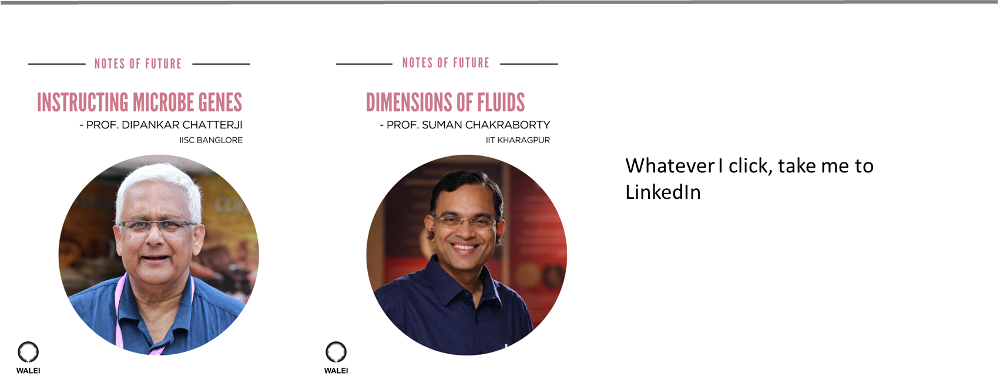 NOTES OF FUTURE
INSTRUCTING MICROBE GENES
- PROF. DIPANKAR CHATTERJI
IISC BANGLORE
WALEI
NOTES OF FUTURE
DIMENSIONS OF FLUIDS
- PROF. SUMAN CHAKRABORTY
IIT KHARAGPUR
WALEI
Whatever I click, take me to
LinkedIn